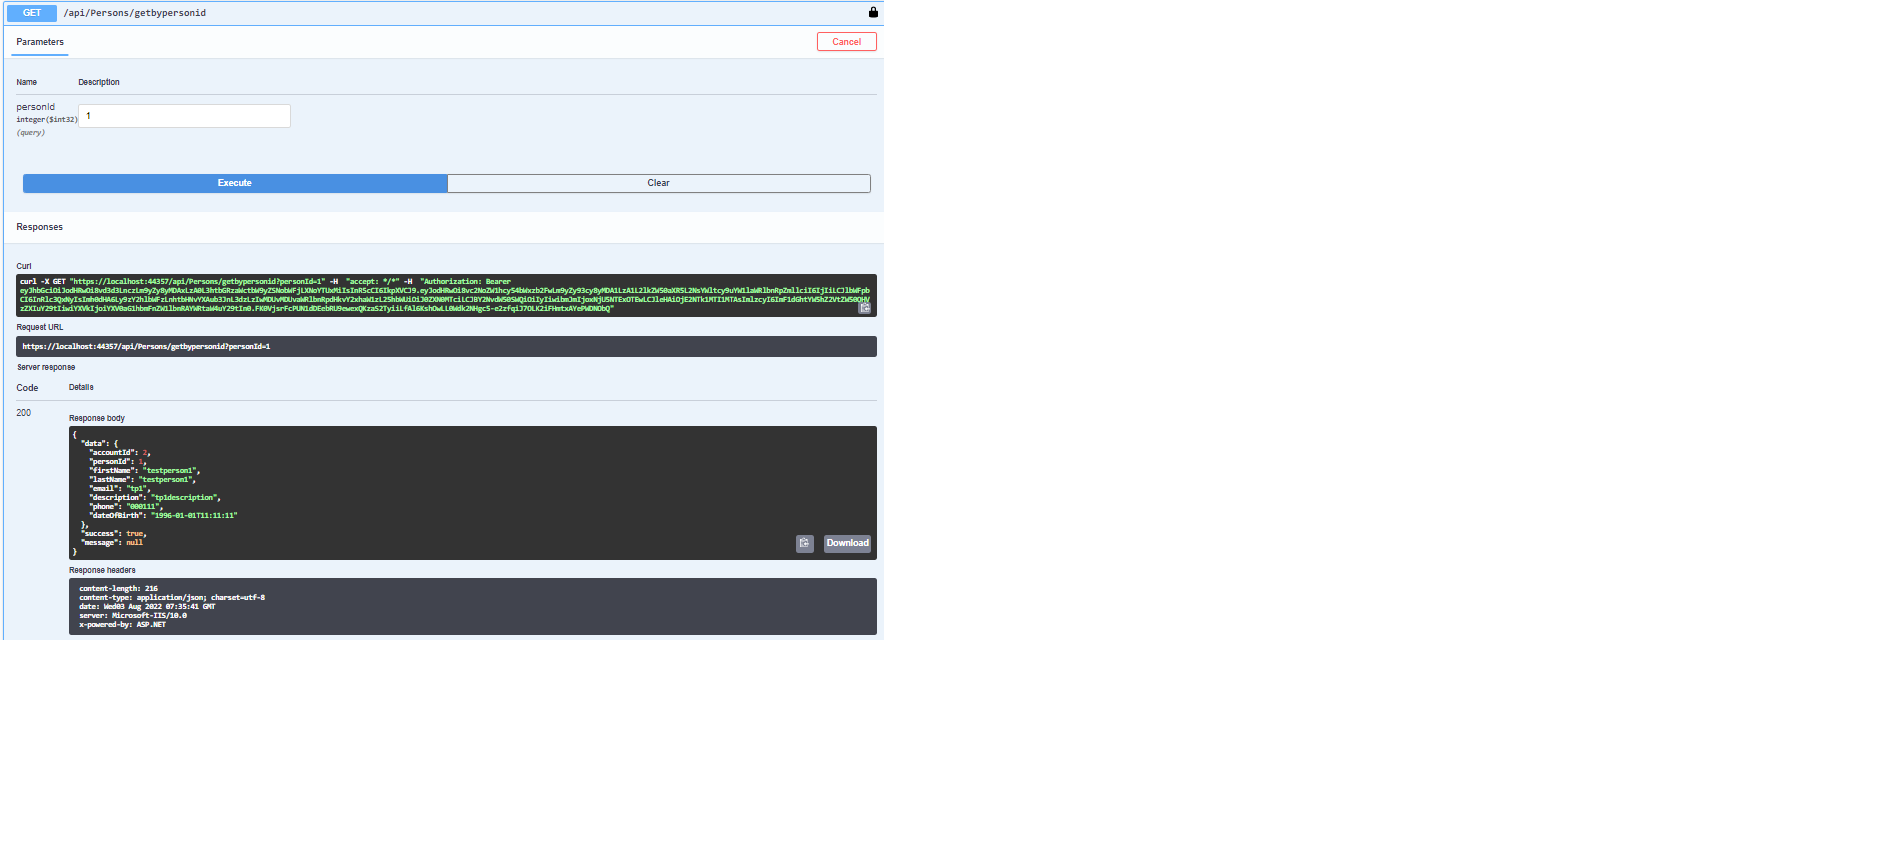 GET /api/Persons/getbypersonid
Parameters
Cancel
Name Description
personId
integer($int32)
(query)
1
Execute
Clear
Responses
Curl
curl -X GET "https://localhost:44357/api/Persons/getbypersonid?personId=1" -H "accept: */*" -H "Authorization: Bearer
Request URL
https://localhost:44357/api/Persons/getbypersonid?personId=1
Server response
Code Details
200
Response body
{
"data": {
"accountId": 2,
"personId": 1,
"firstName": "testperson1",
"lastName": "testperson1",
"email": "tp1",
"description": "tp1description",
"phone": "000111",
"dateOfBirth": "1996-01-01T11:11:11"
},
"success": true,
"message": null
}
Download
Response headers
content-length: 216
content-type: application/json; charset=utf-8
date: Wed03 Aug 2022 07:35:41 GMT
server: Microsoft-IIS/10.0
x-powered-by: ASP.NET